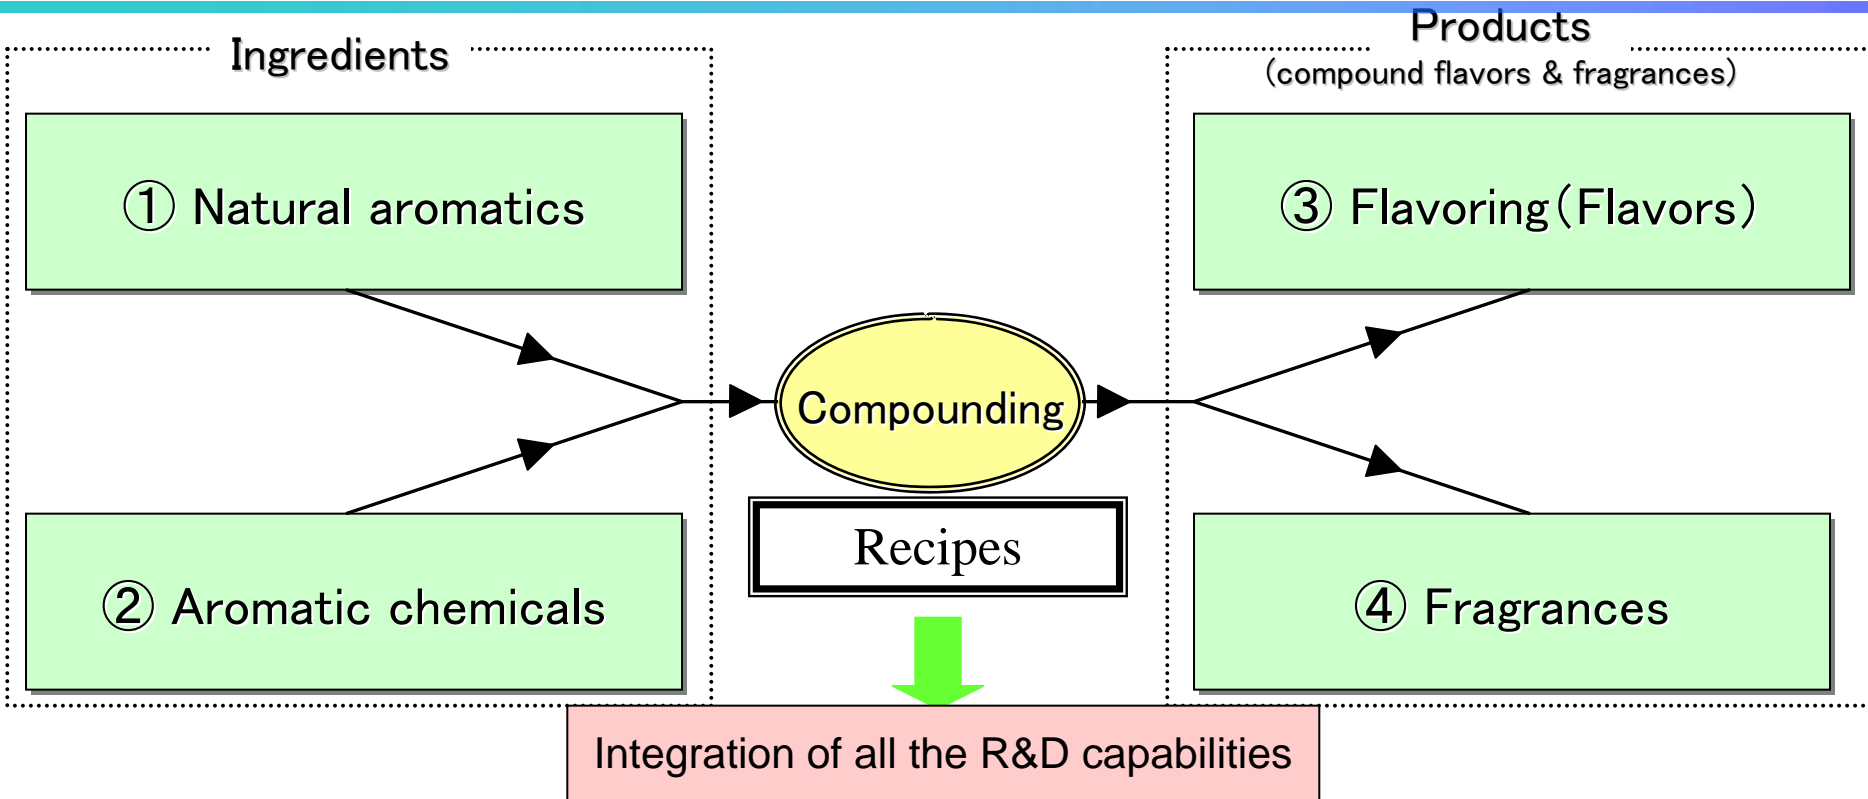 Ingredients
① Natural aromatics
② Aromatic chemicals
Compounding
Recipes
Products
(compound flavors & fragrances)
③ Flavoring(Flavors)
④ Fragrances
Integration of all the R&D capabilities